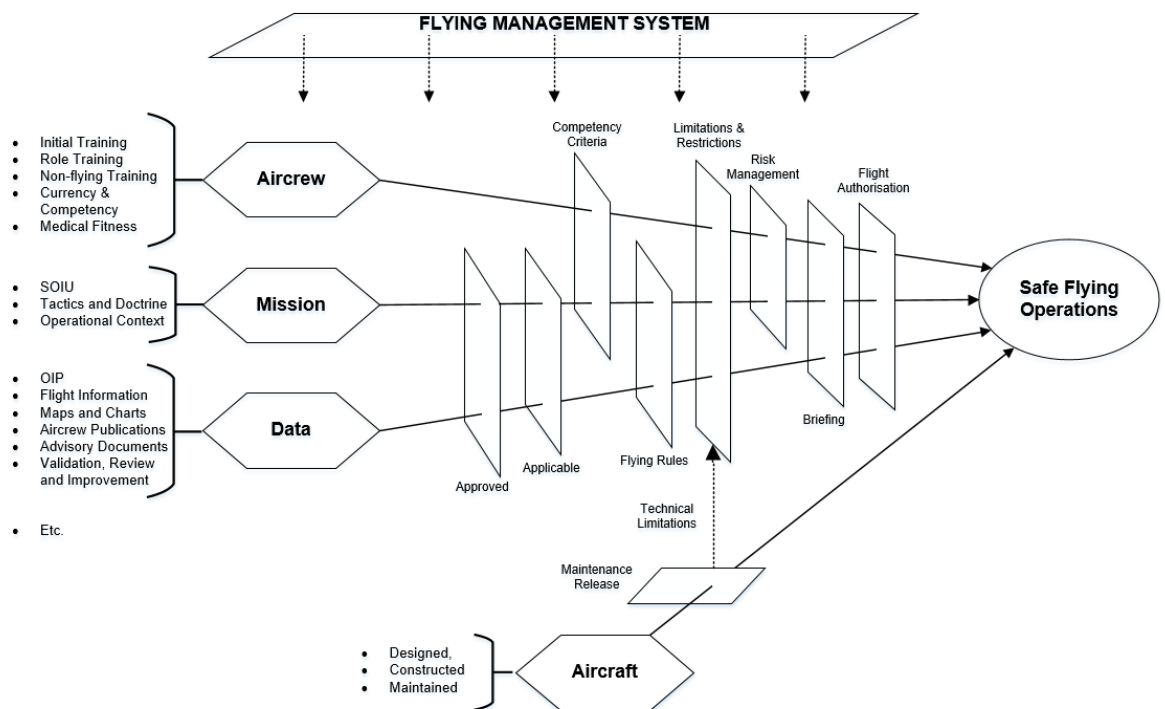 FLYING MANAGEMENT SYSTEM
Competency
Criteria
Limitations &
Restrictions
Risk
Management
Flight
Authorisation
• Initial Training
• Role Training
• Non-flying Training
• Currency &
Competency
• Medical Fitness
Aircrew
• SOIU
• Tactics and Doctrine
• Operational Context
Mission
Safe Flying
Operations
• OIP
• Flight Information
• Maps and Charts
• Aircrew Publications
• Advisory Documents
• Validation, Review
and Improvement
Data
Approved
Applicable
Flying Rules
Briefing
• Etc.
Technical
Limitations
Maintenance
Release
• Designed,
• Constructed
• Maintained
Aircraft